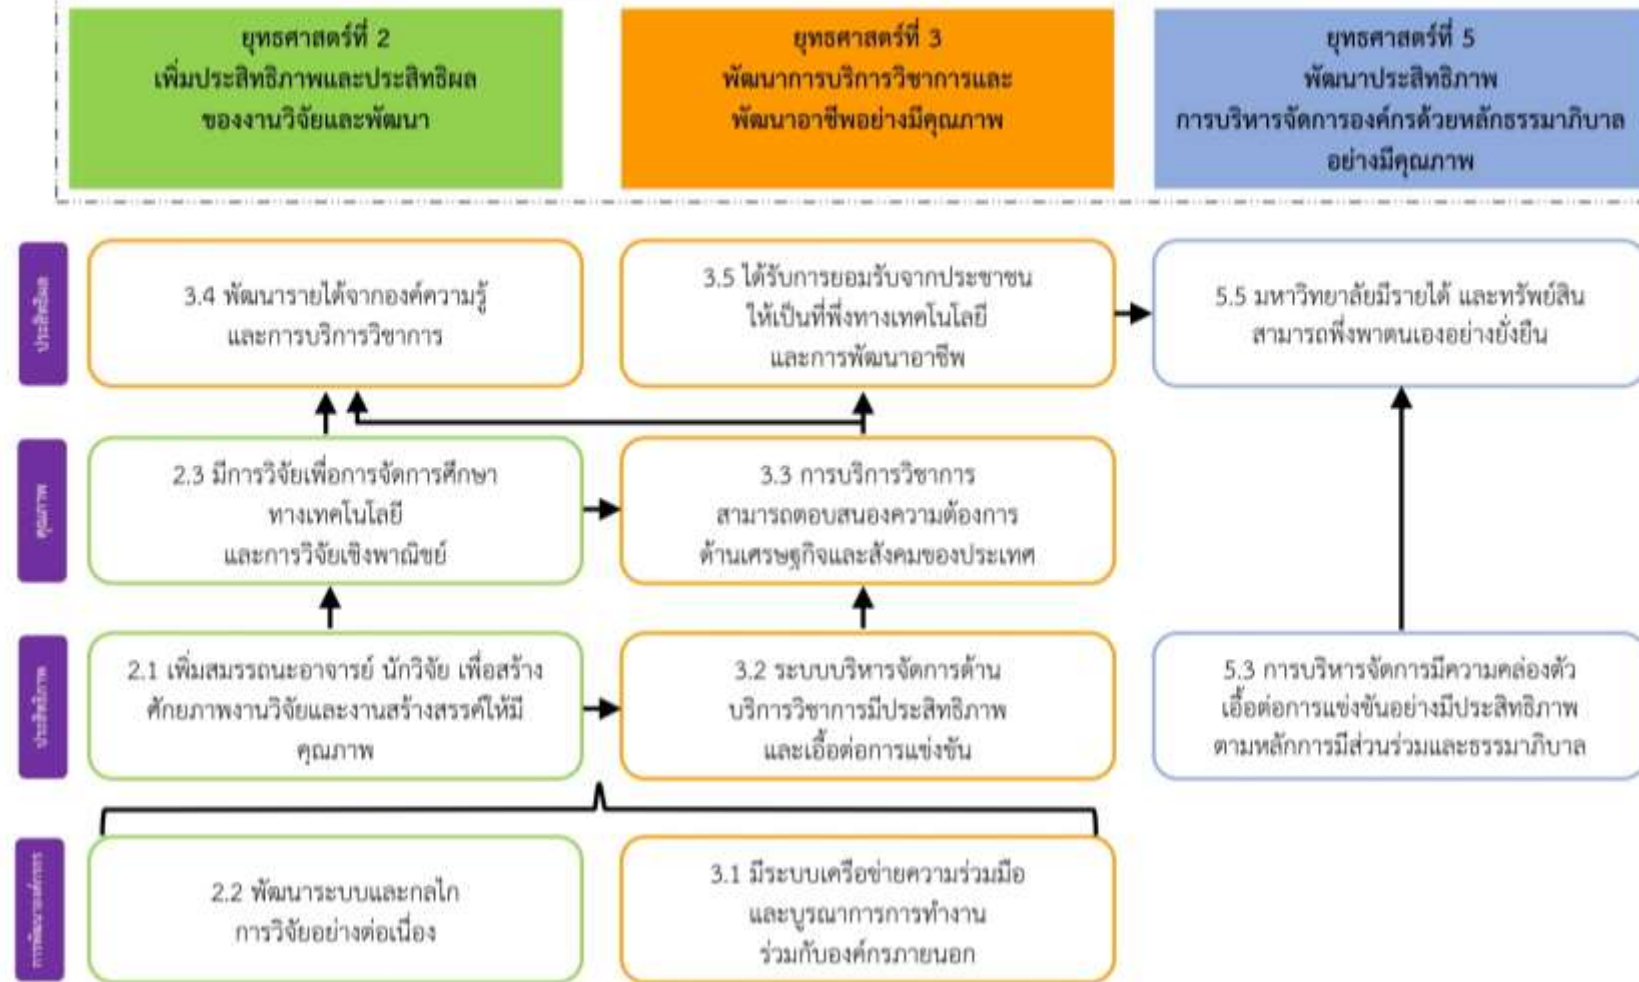 ยุทธศาสตร์ที่ 2
เพิ่มประสิทธิภาพและประสิทธิผล
ของงานวิจัยและพัฒนา
ยุทธศาสตร์ที่ 3
พัฒนาการบริการวิชาการและ
พัฒนาอาชีพอย่างมีคุณภาพ
ยุทธศาสตร์ที่ 5
พัฒนาประสิทธิภาพ
การบริหารจัดการองค์กรด้วยหลักธรรมาภิบาล
อย่างมีคุณภาพ
ประสิทธิผล
3.4 พัฒนารายได้จากองค์ความรู้
และการบริการวิชาการ
3.5 ได้รับการยอมรับจากประชาชน
ให้เป็นที่พึ่งทางเทคโนโลยี
และการพัฒนาอาชีพ
5.5 มหาวิทยาลัยมีรายได้ และทรัพย์สิน
สามารถพึ่งพาตนเองอย่างยั่งยืน
คุณภาพ
2.3 มีการวิจัยเพื่อการจัดการศึกษา
ทางเทคโนโลยี
และการวิจัยเชิงพาณิชย์
3.3 การบริการวิชาการ
สามารถตอบสนองความต้องการ
ด้านเศรษฐกิจและสังคมของประเทศ
ประสิทธิภาพ
2.1 เพิ่มสมรรถนะอาจารย์ นักวิจัย เพื่อสร้าง
ศักยภาพงานวิจัยและงานสร้างสรรค์ให้มี
คุณภาพ
3.2 ระบบบริหารจัดการด้าน
บริการวิชาการมีประสิทธิภาพ
และเอื้อต่อการแข่งขัน
5.3 การบริหารจัดการมีความคล่องตัว
เอื้อต่อการแข่งขันอย่างมีประสิทธิภาพ
ตามหลักการมีส่วนร่วมและธรรมาภิบาล
การพัฒนาองค์กร
2.2 พัฒนาระบบและกลไก
การวิจัยอย่างต่อเนื่อง
3.1 มีระบบเครือข่ายความร่วมมือ
และบูรณาการการทำงาน
ร่วมกับองค์กรภายนอก